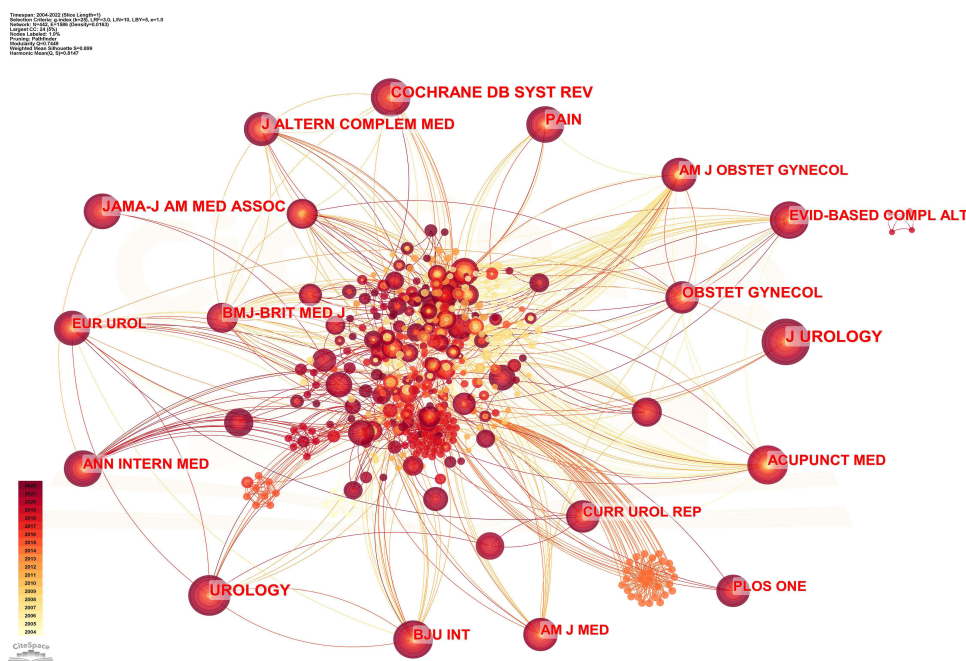 Timespan: 2004-2022 (Slice Length=1)
Selection Criteria: g-index (k=25), LRF=3.0, L/N=10, LBY=5, e=1.0
Network: N=442, E=1586 (Density=0.0163)
Largest CC: 24 (5%)
Nodes Labeled: 1.0%
Pruning: Pathfinder
Modularity Q=0.7449
Weighted Mean Silhouette S=0.899
Harmonic Mean(Q, S)=0.8147
COCHRANE DB SYST REV
J ALTERN COMPLEM MED
PAIN
AM J OBSTET GYNECOL
JAMA-J AM MED ASSOC
EVID-BASED COMPL ALT
OBSTET GYNECOL
BMJ-BRIT MED J
EUR UROL
J UROLOGY
ANN INTERN MED
ACUPUNCT MED
CURR UROL REP
PLOS ONE
UROLOGY
BJU INT
AM J MED
2022
2021
2020
2019
2018
2017
2016
2015
2014
2013
2012
2011
2010
2009
2008
2007
2006
2005
2004
CiteSpace